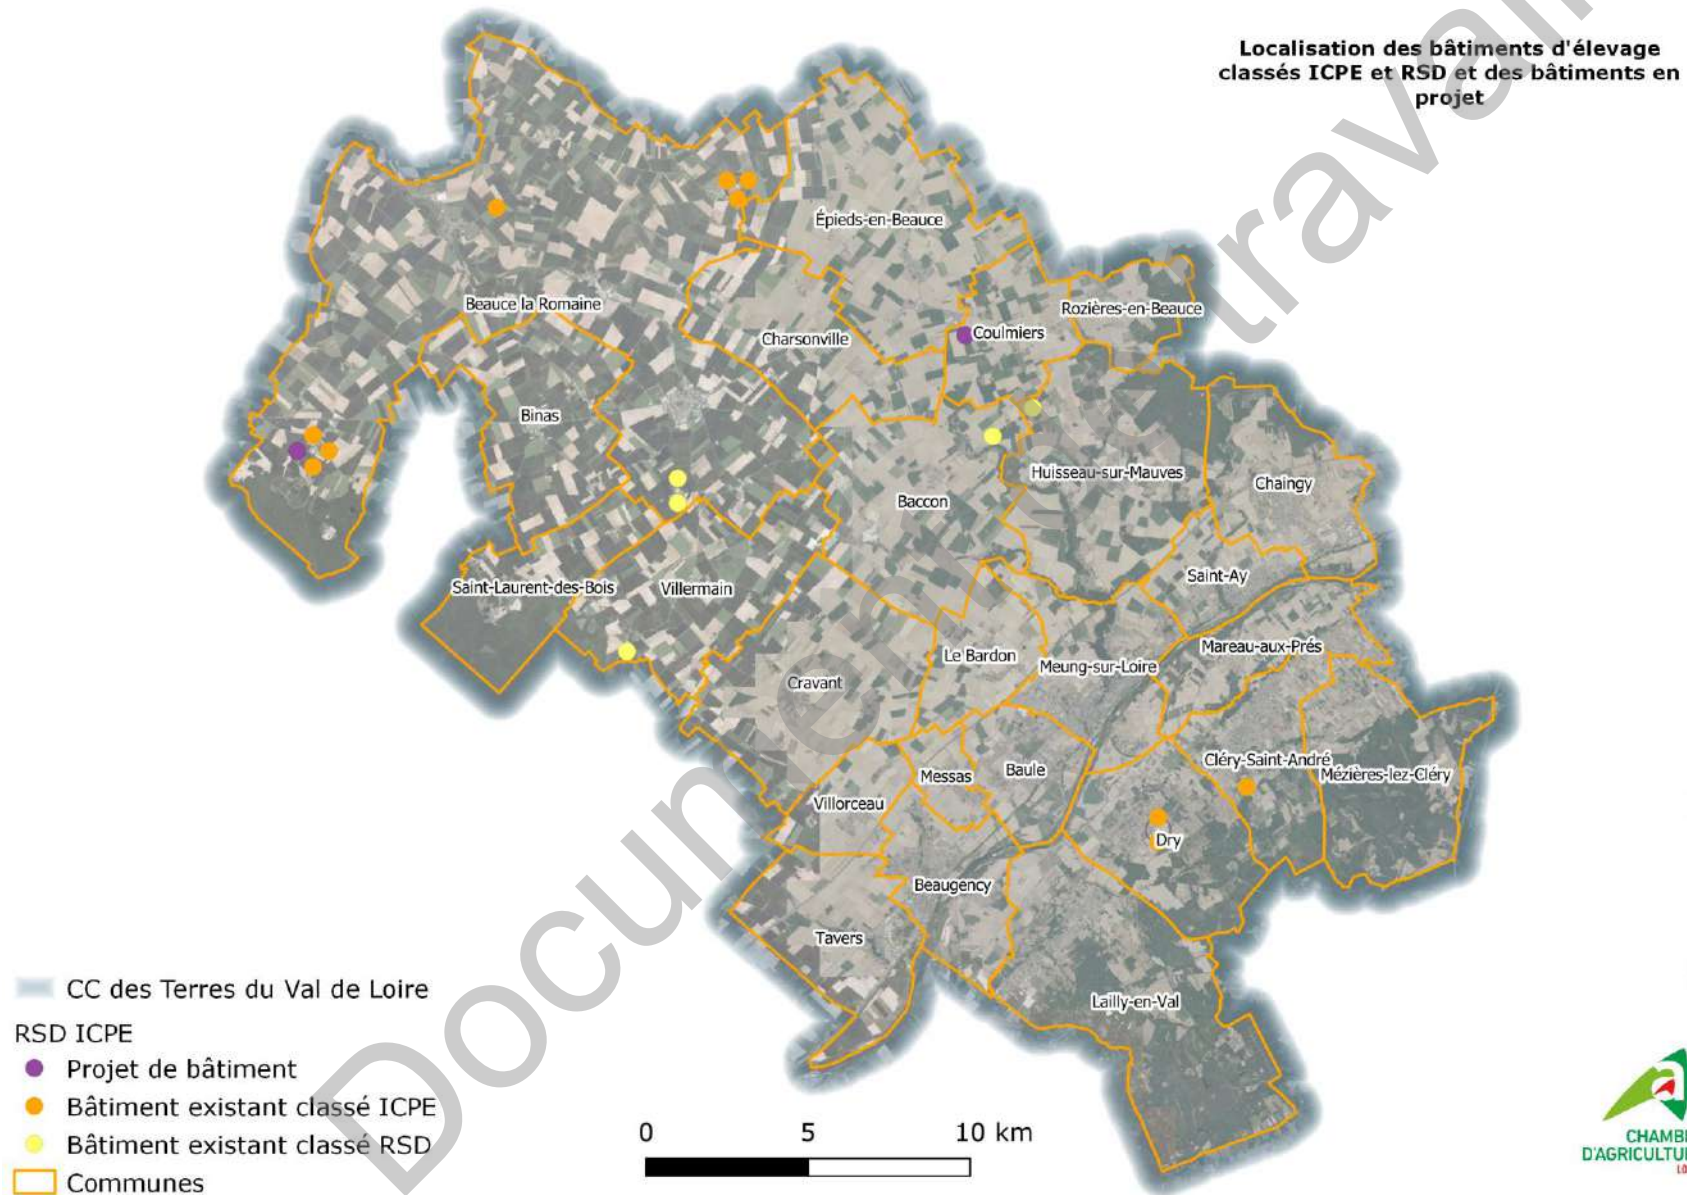 Localisation des bâtiments d'élevage
classés ICPE et RSD et des bâtiments en
projet
Épieds-en-Beauce
Beauce la Romaine
Rozières-en-Beauce
Coulmiers
Charsonville
Binas
Huisseau-sur-Mauves
Chaingy
Baccon
Saint-Ay
Saint-Laurent-des-Bois
Villermain
Mareau-aux-Prés
Le Bardon
Meung-sur-Loire
Cravant
Cléry-Saint-André
Mézières-lez-Cléry
Baule
Messas
Villorceau
Dry
Beaugency
Tavers
Lailly-en-Val
CC des Terres du Val de Loire
RSD ICPE
Projet de bâtiment
Bâtiment existant classé ICPE
Bâtiment existant classé RSD
Communes
0 5 10 km
Document de travail